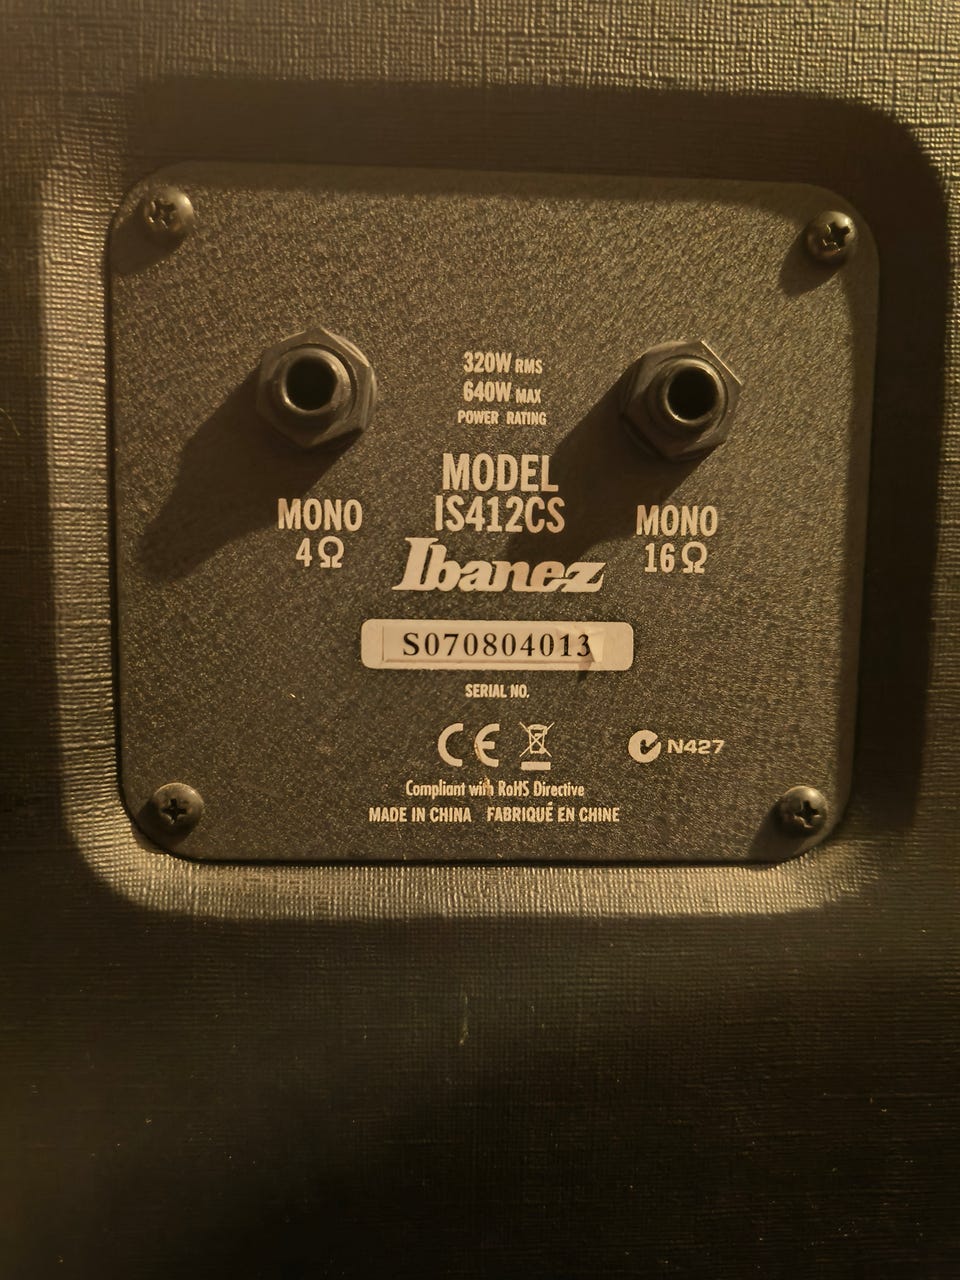 320W RMS
640W MAX
POWER RATING
MODEL
IS412CS
MONO
4Ω
MONO
16Ω
Ibanez
S070804013
SERIAL NO.
CE
N427
Compliant with RoHS Directive
MADE IN CHINA FABRIQUÉ EN CHINE